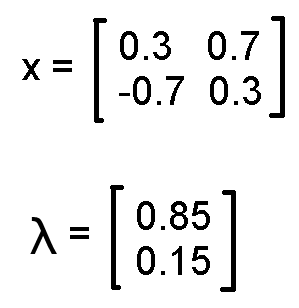 x = [ 0.3 0.7
-0.7 0.3 ]
λ = [ 0.85
0.15 ]